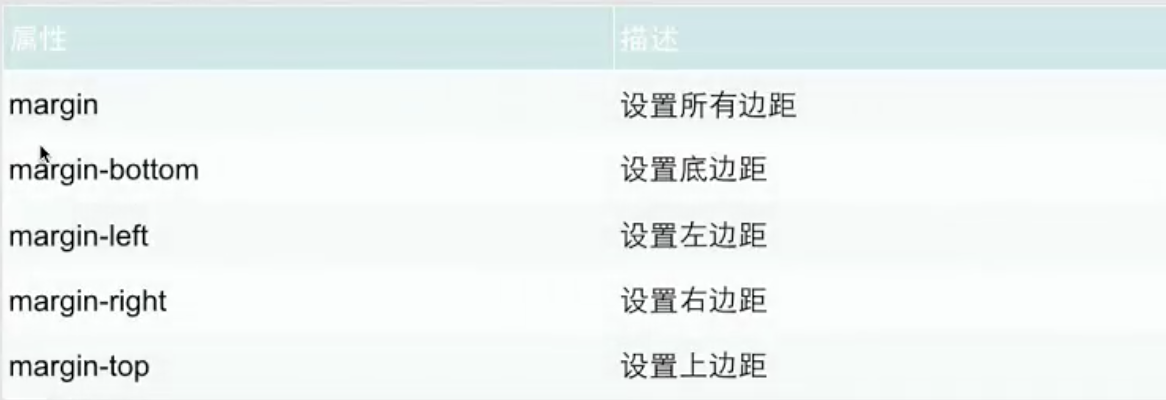 属性 描述
margin 设置所有边距
margin-bottom 设置底边距
margin-left 设置左边距
margin-right 设置右边距
margin-top 设置上边距